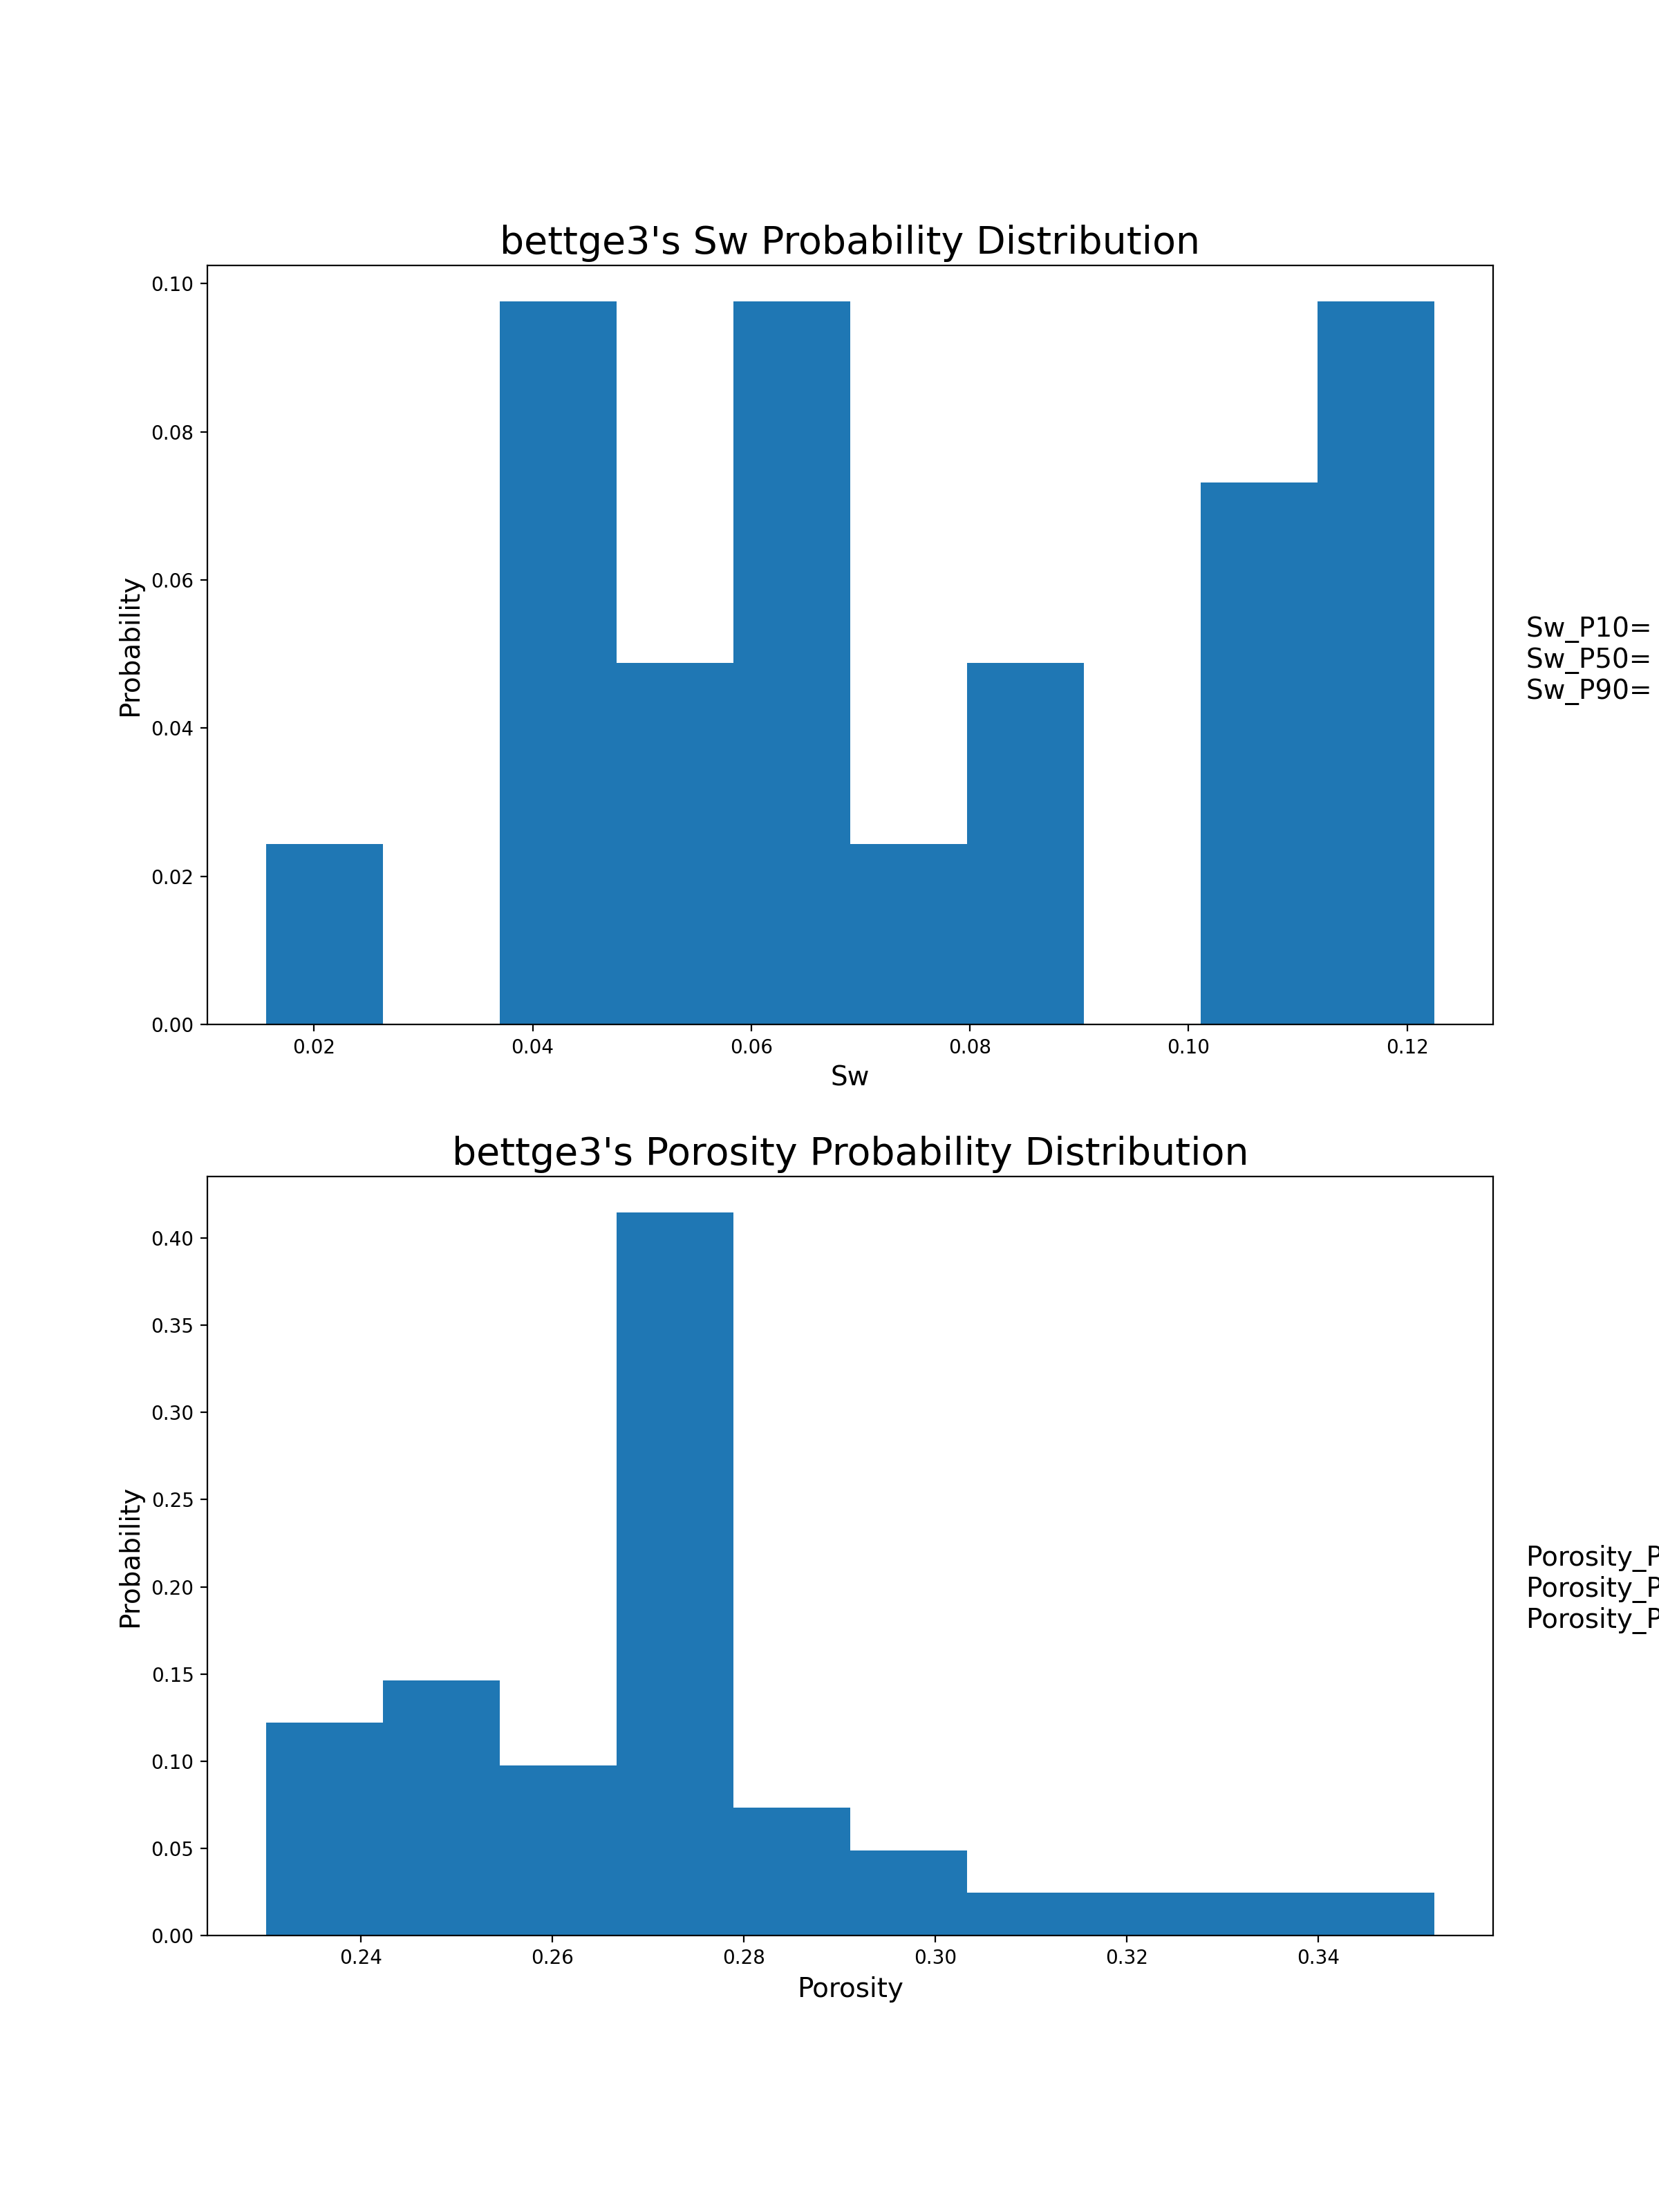 bettge3's Sw Probability Distribution
0.10
0.08
0.06
0.04
0.02
0.00
Probability
0.02 0.04 0.06 0.08 0.10 0.12
Sw
Sw_P10=
Sw_P50=
Sw_P90=
bettge3's Porosity Probability Distribution
0.40
0.35
0.30
0.25
0.20
0.15
0.10
0.05
0.00
Probability
0.24 0.26 0.28 0.30 0.32 0.34
Porosity
Porosity_P
Porosity_P
Porosity_P